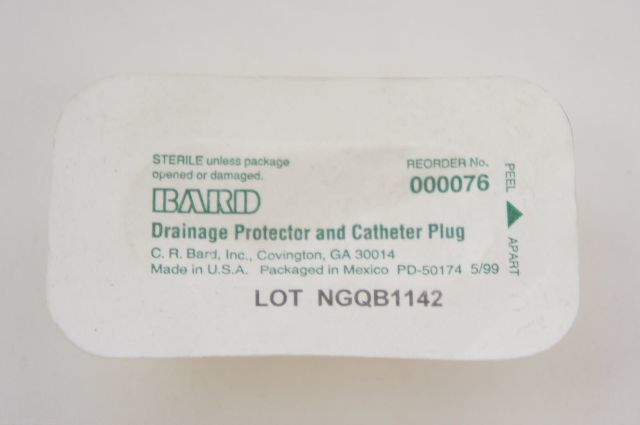 STERILE unless package
opened or damaged.
REORDER No.
000076
BARD
Drainage Protector and Catheter Plug
C. R. Bard, Inc., Covington, GA 30014
Made in U.S.A. Packaged in Mexico PD-50174 5/99
LOT NGQB1142
PEEL
APART